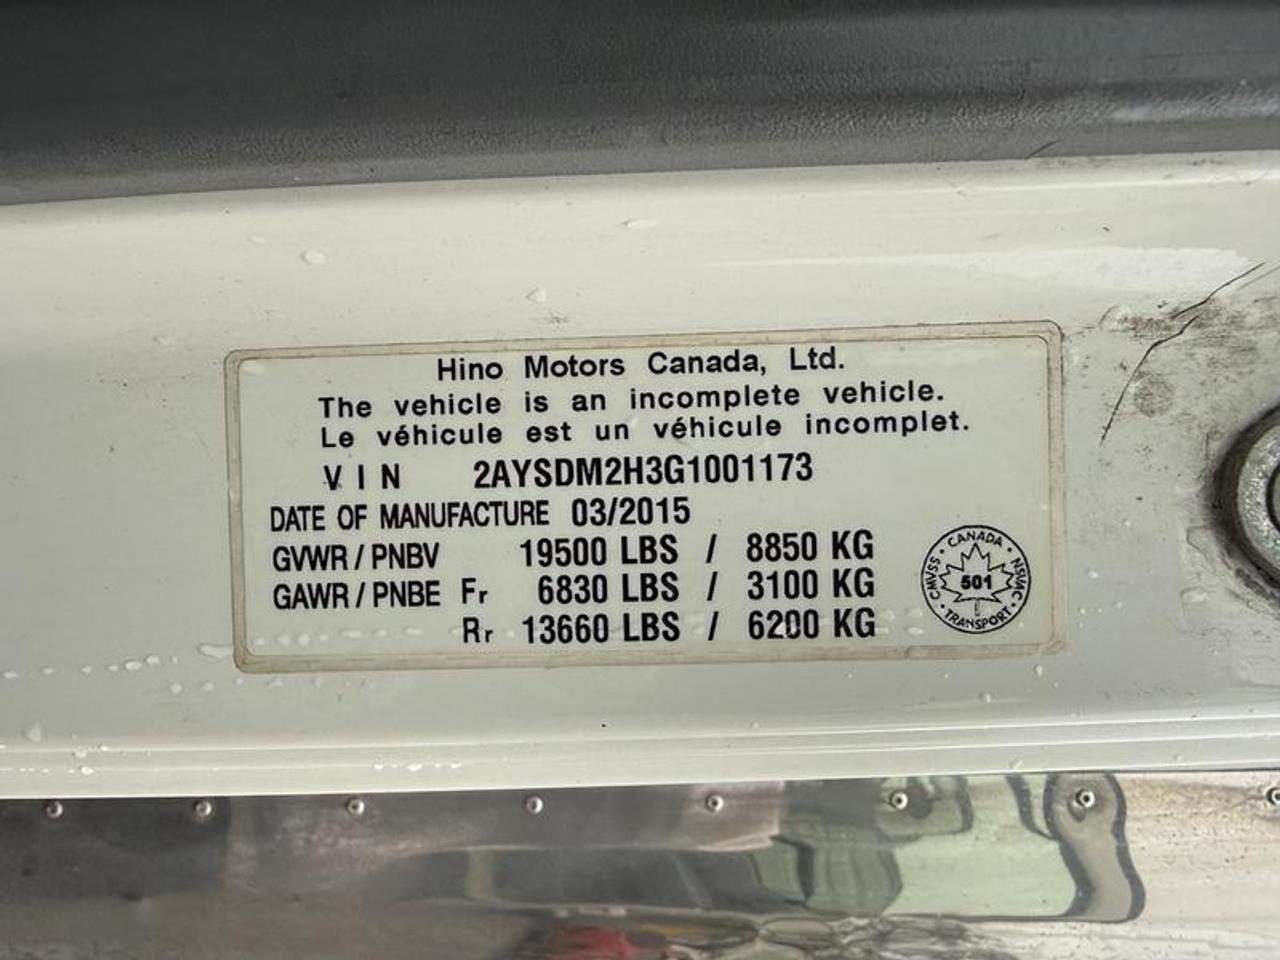 Hino Motors Canada, Ltd.
The vehicle is an incomplete vehicle.
Le véhicule est un véhicule incomplet.
VIN 2AYSDM2H3G1001173
DATE OF MANUFACTURE 03/2015
GVWR / PNBV 19500 LBS / 8850 KG
GAWR / PNBE Fr 6830 LBS / 3100 KG
Rr 13660 LBS / 6200 KG
CANADA · NSVAC · TRANSPORT · CMVSS ·
501